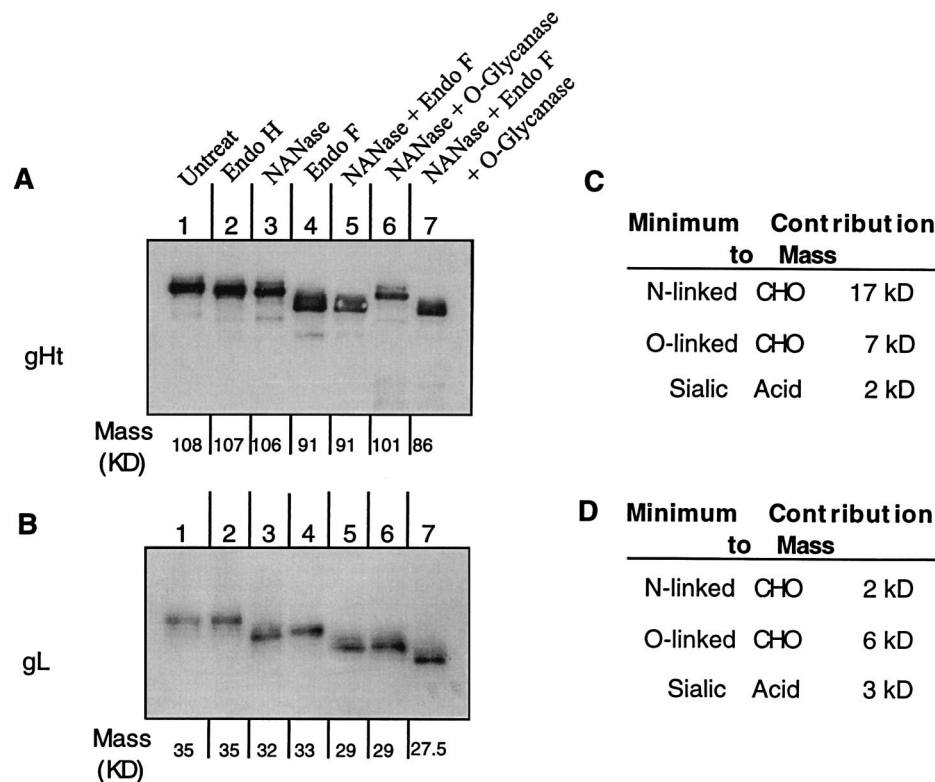 Untreat
Endo H
NANase
Endo F
NANase + Endo F
NANase + O-Glycanase
NANase + Endo F
+ O-Glycanase
A
1 2 3 4 5 6 7
gHt
Mass
(KD)
108 107 106 91 91 101 86
B
1 2 3 4 5 6 7
gL
Mass
(KD)
35 35 32 33 29 29 27.5
C
Minimum Contribution
to Mass
N-linked CHO 17 kD
O-linked CHO 7 kD
Sialic Acid 2 kD
D
Minimum Contribution
to Mass
N-linked CHO 2 kD
O-linked CHO 6 kD
Sialic Acid 3 kD